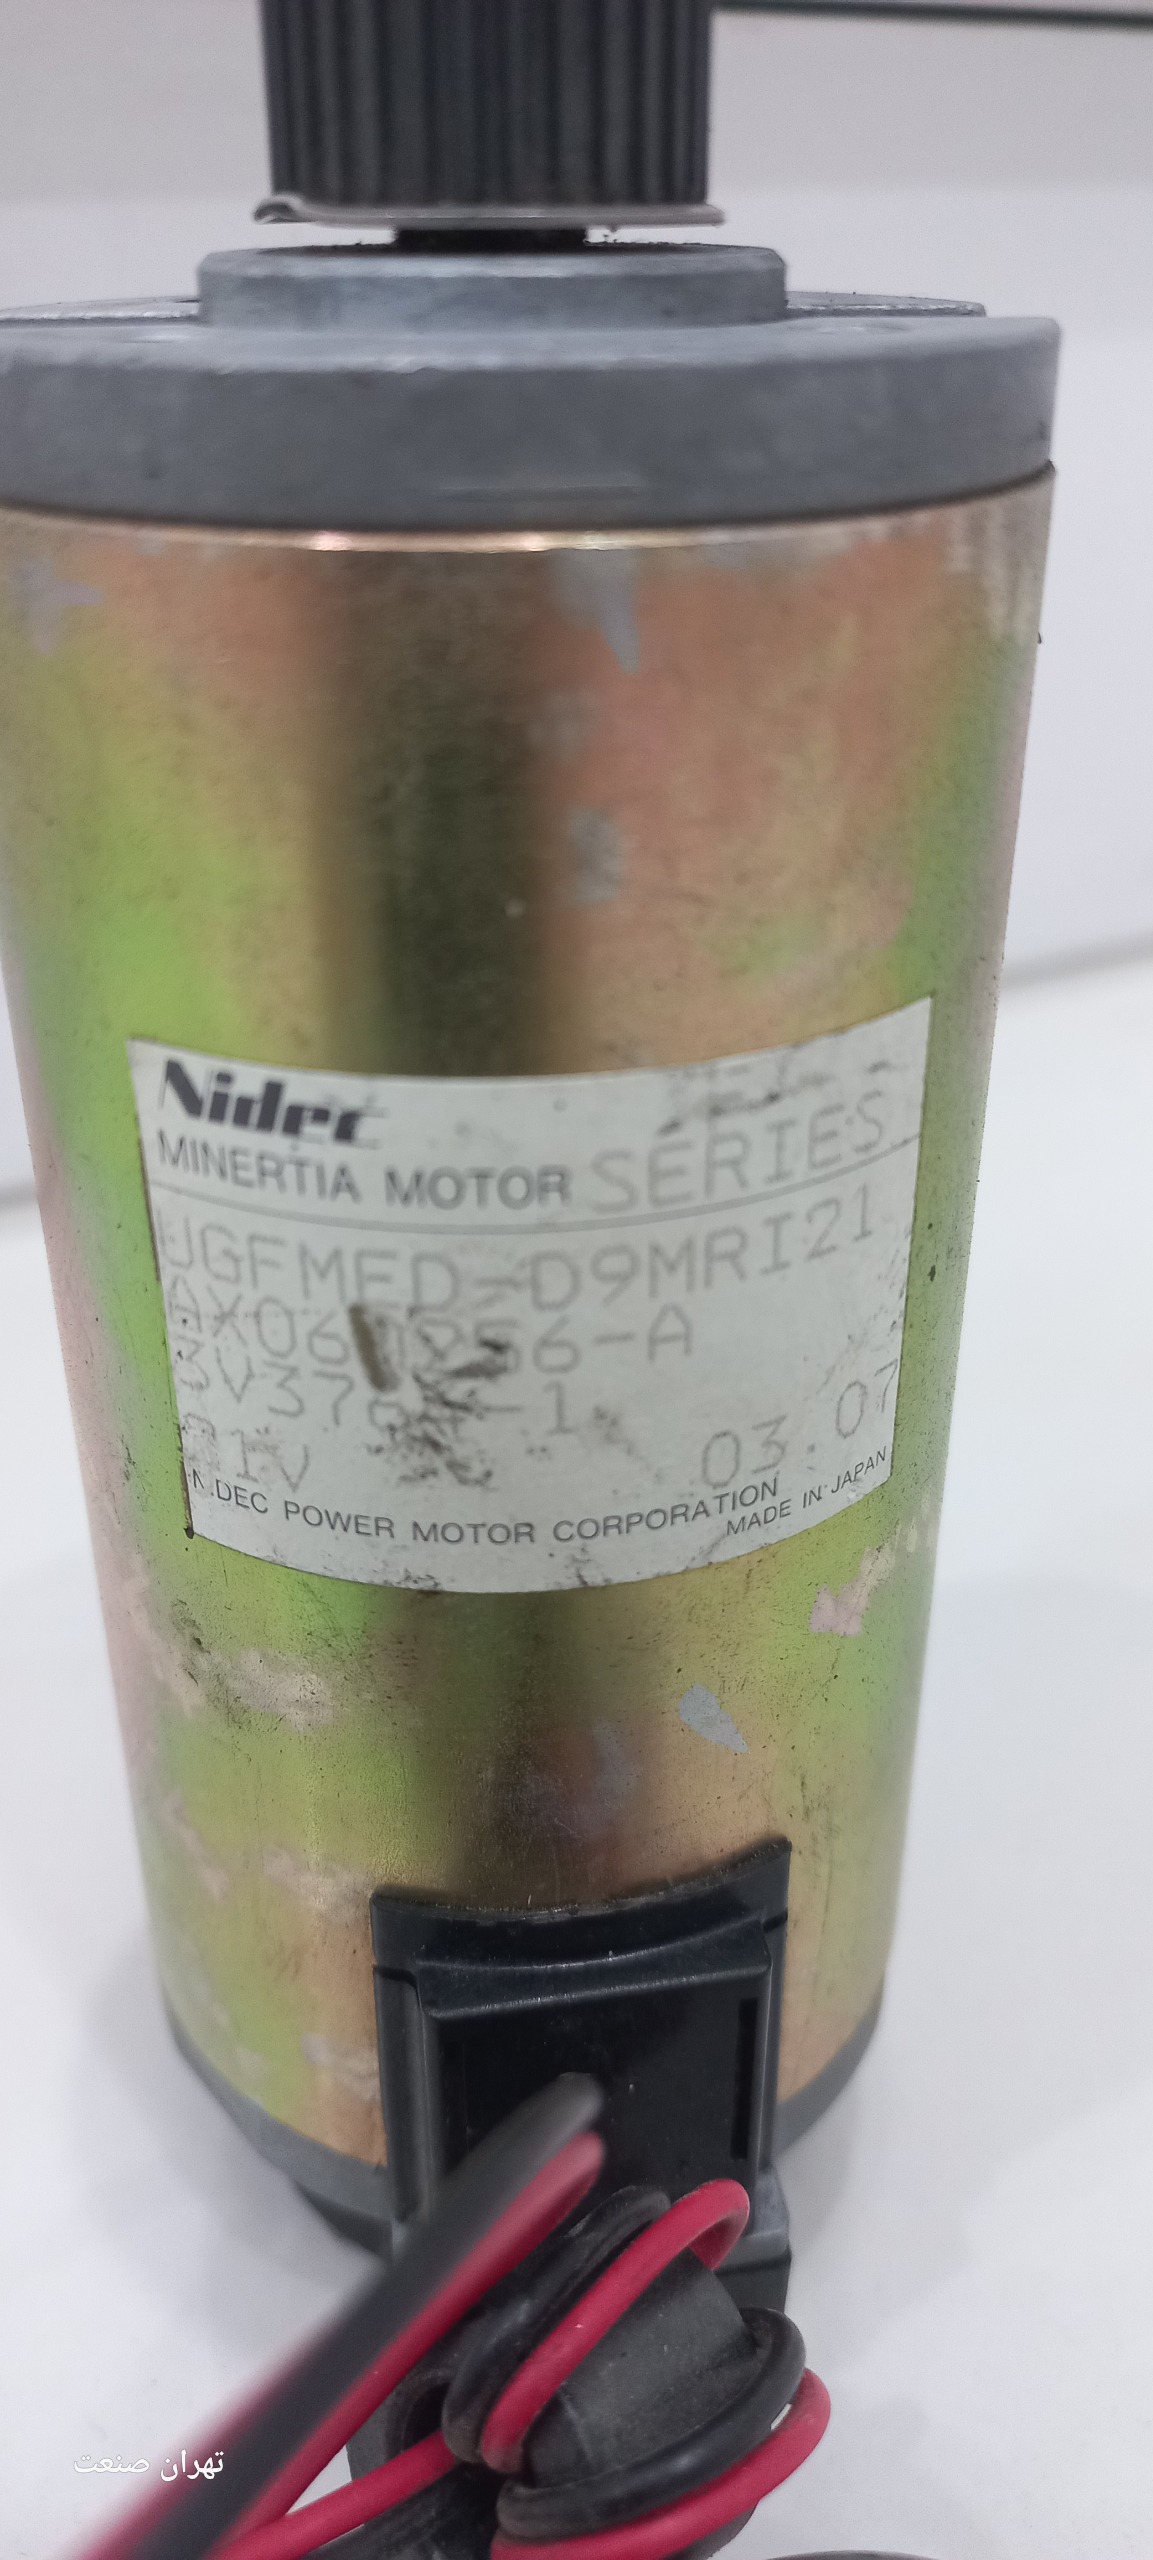 Nidec
MINERTIA MOTOR SERIES
UGFMED-D9MRI21
-A
-1
03.07
NIDEC POWER MOTOR CORPORATION
MADE IN JAPAN
تهران صنعت